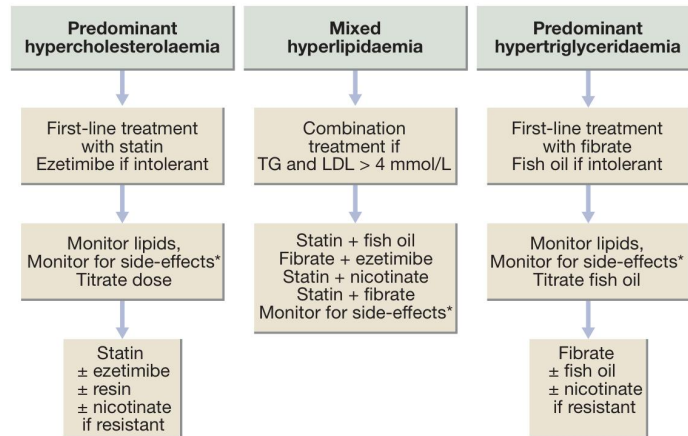 Predominant
hypercholesterolaemia
First-line treatment
with statin
Ezetimibe if intolerant
Monitor lipids,
Monitor for side-effects*
Titrate dose
Statin
± ezetimibe
± resin
± nicotinate
if resistant
Mixed
hyperlipidaemia
Combination
treatment if
TG and LDL > 4 mmol/L
Statin + fish oil
Fibrate + ezetimibe
Statin + nicotinate
Statin + fibrate
Monitor for side-effects*
Predominant
hypertriglyceridaemia
First-line treatment
with fibrate
Fish oil if intolerant
Monitor lipids,
Monitor for side-effects*
Titrate fish oil
Fibrate
± fish oil
± nicotinate
if resistant